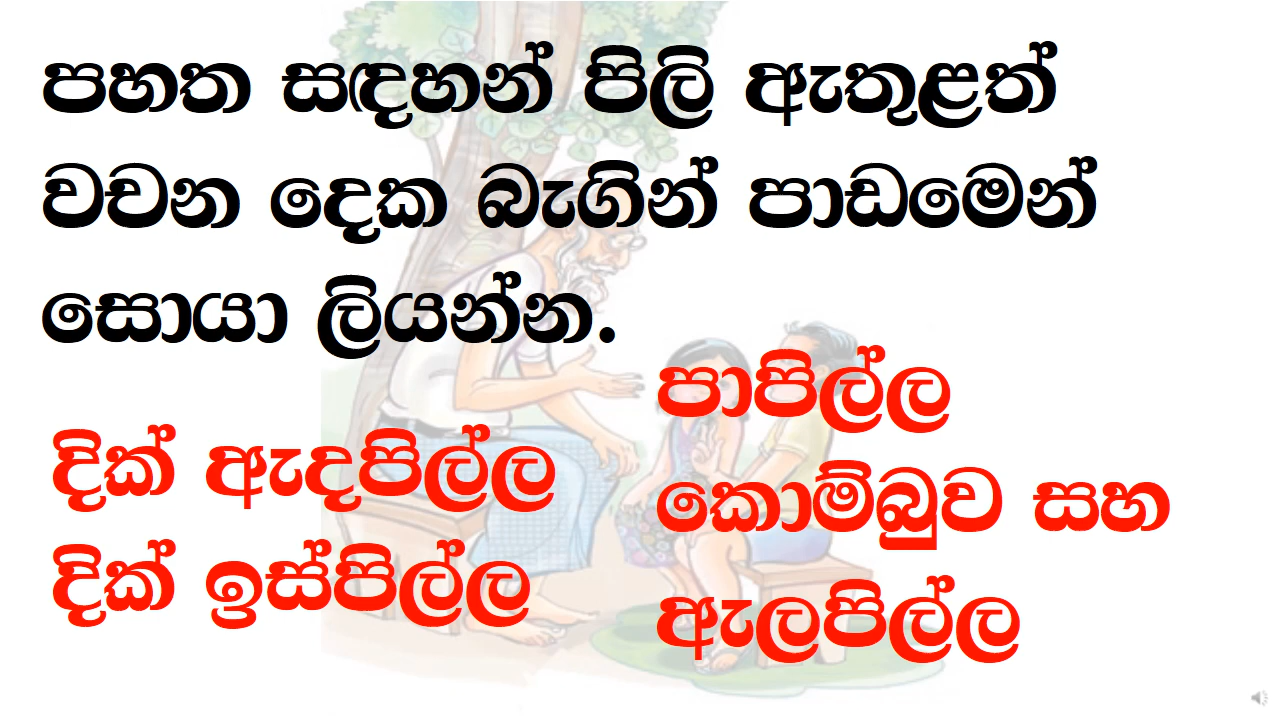 පහත සඳහන් පිලි ඇතුළත්
වචන දෙක බැගින් පාඩමෙන්
සොයා ලියන්න.
දික් ඇදපිල්ල
දික් ඉස්පිල්ල
පාපිල්ල
කොම්බුව සහ
ඇලපිල්ල